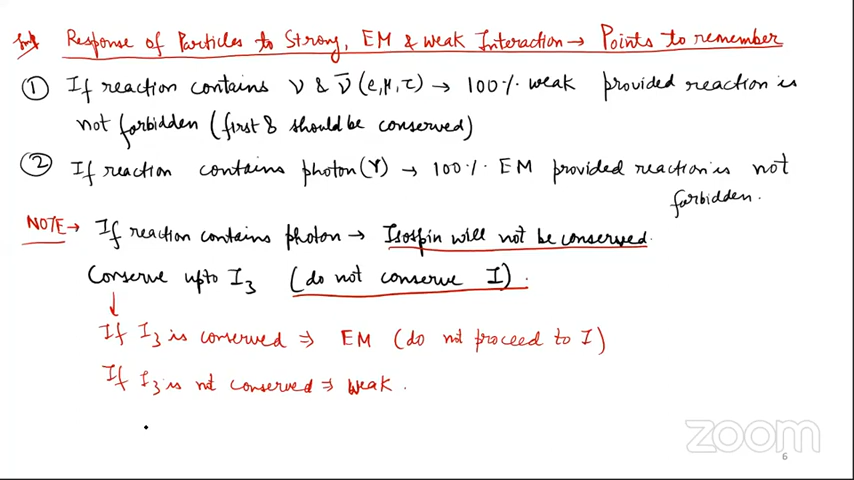 Imp Response of Particles to Strong, EM & weak Interaction → Points to remember
① If reaction contains ν & ν̄ (e, μ, τ) → 100% weak provided reaction is
not forbidden (first 8 should be conserved)
② If reaction contains photon (γ) → 100% EM provided reaction is not
forbidden.
NOTE → If reaction contains photon → Isospin will not be conserved.
Conserve upto I₃ (do not conserve I).
↓
If I₃ is conserved ⇒ EM (do not proceed to I)
If I₃ is not conserved ⇒ weak.
zoom
6